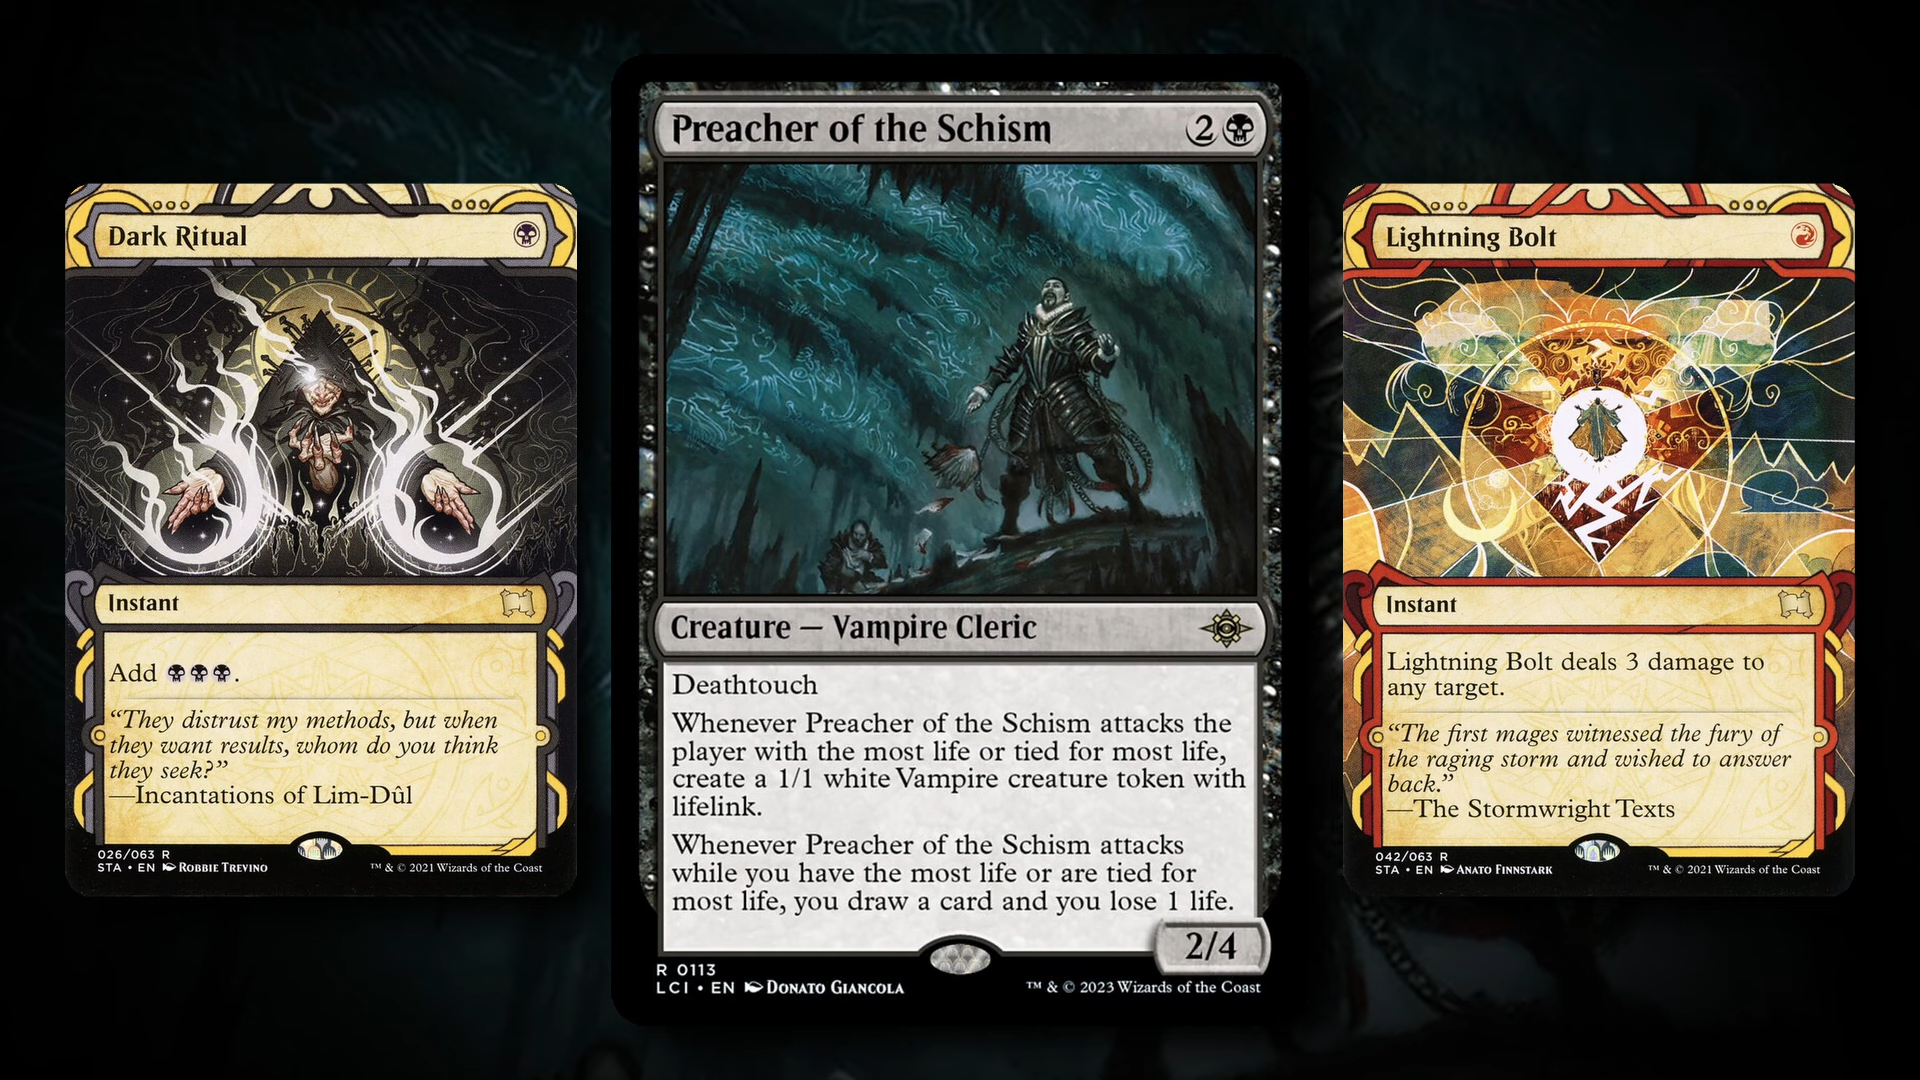 Dark Ritual
Instant
Add
“They distrust my methods, but when
they want results, whom do you think
they seek?”
—Incantations of Lim-Dûl
026/063 R
STA • EN Robbie Trevino
™ & © 2021 Wizards of the Coast
Preacher of the Schism
2
Creature — Vampire Cleric
Deathtouch
Whenever Preacher of the Schism attacks the
player with the most life or tied for most life,
create a 1/1 white Vampire creature token with
lifelink.
Whenever Preacher of the Schism attacks
while you have the most life or are tied for
most life, you draw a card and you lose 1 life.
2/4
R 0113
LCI • EN Donato Giancola
™ & © 2023 Wizards of the Coast
Lightning Bolt
Instant
Lightning Bolt deals 3 damage to
any target.
“The first mages witnessed the fury of
the raging storm and wished to answer
back.”
—The Stormwright Texts
042/063 R
STA • EN Anato Finnstark
™ & © 2021 Wizards of the Coast